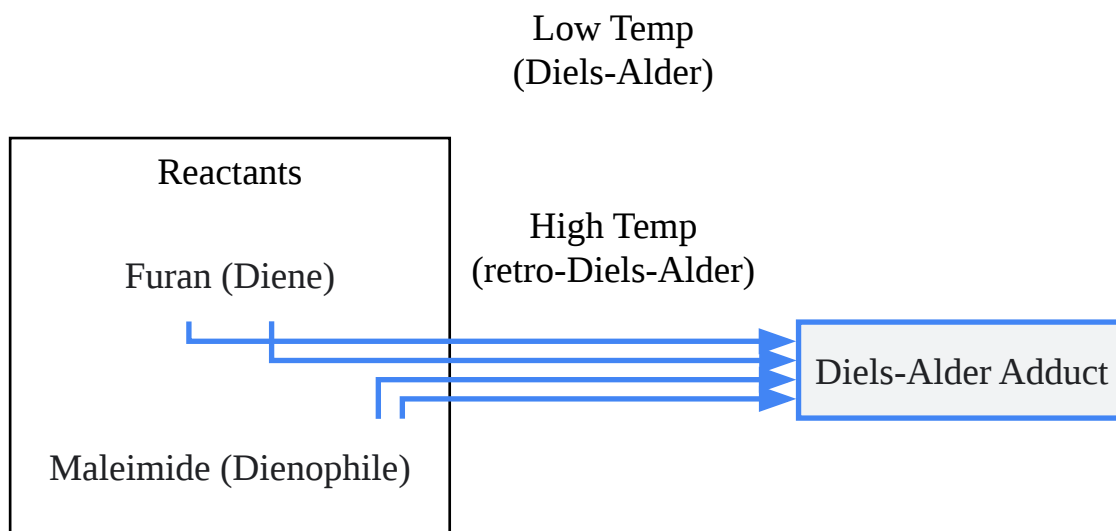 Low Temp
(Diels-Alder)
Reactants
High Temp
(retro-Diels-Alder)
Furan (Diene)
Diels-Alder Adduct
Maleimide (Dienophile)